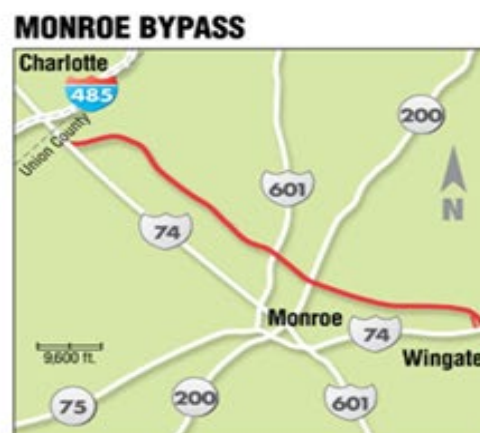 MONROE BYPASS
Charlotte
485
Union County
200
601
74
N
Monroe
74
Wingate
9,600 ft.
75
200
601